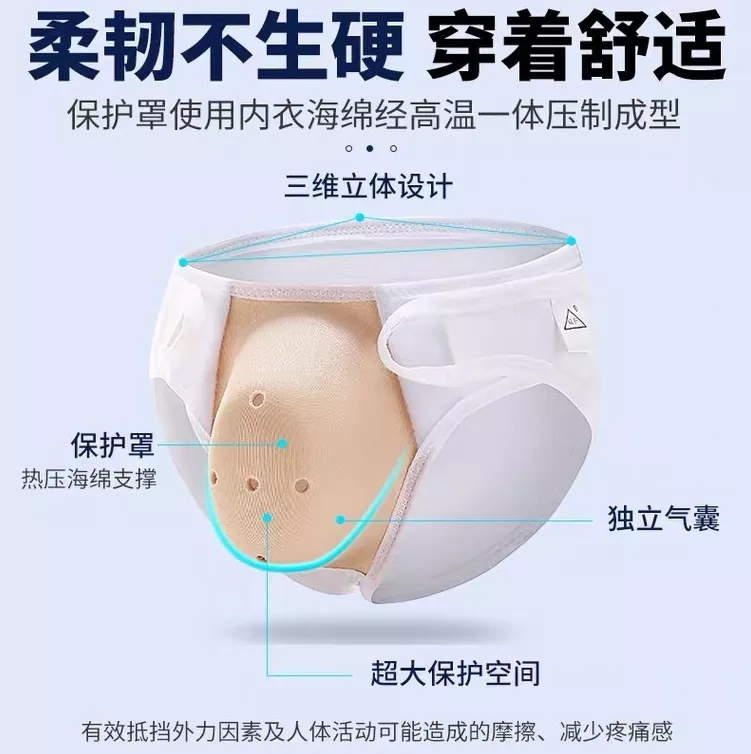 柔韧不生硬 穿着舒适
保护罩使用内衣海绵经高温一体压制成型
三维立体设计
保护罩
热压海绵支撑
独立气囊
超大保护空间
有效抵挡外力因素及人体活动可能造成的摩擦、减少疼痛感